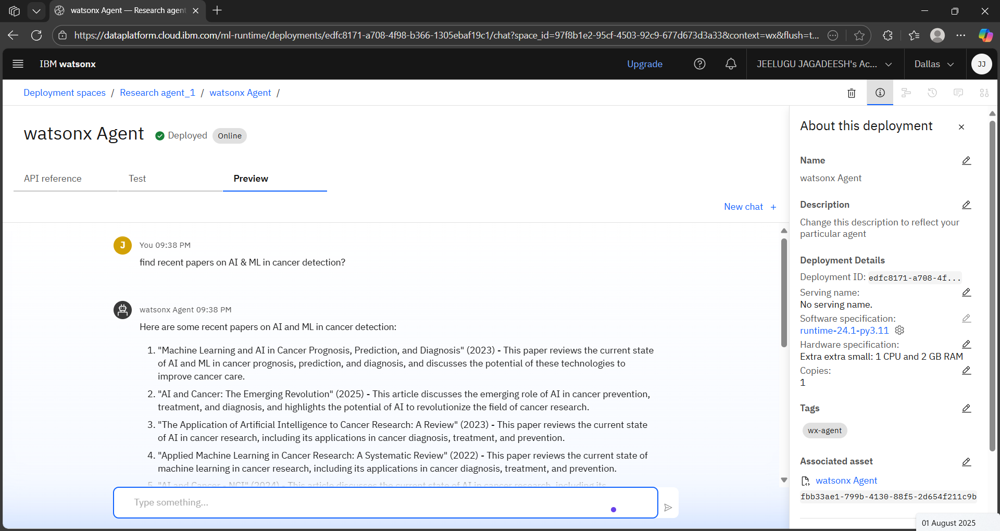 watsonx Agent — Research agent
https://dataplatform.cloud.ibm.com/ml-runtime/deployments/edfc8171-a708-4f98-b366-1305ebaf19c1/chat?space_id=97f8b1e2-95cf-4503-92c9-677d673d3a33&context=wx&flush=t...
IBM watsonx
Upgrade
JEELUGU JAGADEESH's Ac...
Dallas
JJ
Deployment spaces / Research agent_1 / watsonx Agent /
watsonx Agent
Deployed
Online
API reference
Test
Preview
New chat +
J
You 09:38 PM
find recent papers on AI & ML in cancer detection?
watsonx Agent 09:38 PM
Here are some recent papers on AI and ML in cancer detection:
1. "Machine Learning and AI in Cancer Prognosis, Prediction, and Diagnosis" (2023) - This paper reviews the current state
of AI and ML in cancer prognosis, prediction, and diagnosis, and discusses the potential of these technologies to
improve cancer care.
2. "AI and Cancer: The Emerging Revolution" (2025) - This article discusses the emerging role of AI in cancer prevention,
treatment, and diagnosis, and highlights the potential of AI to revolutionize the field of cancer research.
3. "The Application of Artificial Intelligence to Cancer Research: A Review" (2023) - This paper reviews the current state
of AI in cancer research, including its applications in cancer diagnosis, treatment, and prevention.
4. "Applied Machine Learning in Cancer Research: A Systematic Review" (2022) - This paper reviews the current state of
machine learning in cancer research, including its applications in cancer diagnosis, treatment, and prevention.
5. "AI and Cancer - NCI" (2024) - This article discusses the current state of AI in cancer research, including its
Type something...
About this deployment
Name
watsonx Agent
Description
Change this description to reflect your
particular agent
Deployment Details
Deployment ID: edfc8171-a708-4f...
Serving name:
No serving name.
Software specification:
runtime-24.1-py3.11
Hardware specification:
Extra extra small: 1 CPU and 2 GB RAM
Copies:
1
Tags
wx-agent
Associated asset
watsonx Agent
fbb33ae1-799b-4130-88f5-2d654f211c9b
01 August 2025